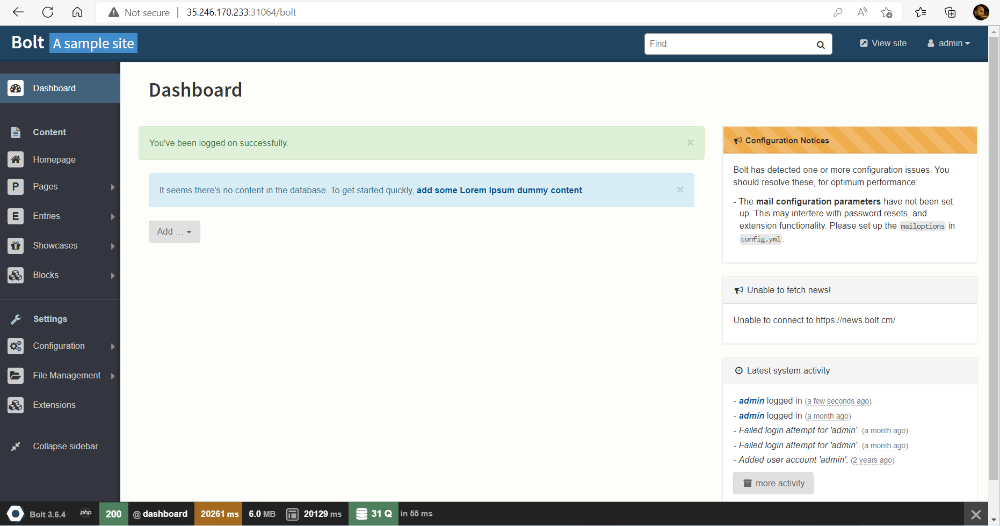 Not secure
35.246.170.233:31064/bolt
Bolt A sample site
Find
View site
admin
Dashboard
Content
Homepage
P Pages
E Entries
Showcases
Blocks
Settings
Configuration
File Management
Extensions
Collapse sidebar
Dashboard
You've been logged on successfully. ×
It seems there's no content in the database. To get started quickly, add some Lorem Ipsum dummy content. ×
Add ...
Configuration Notices
Bolt has detected one or more configuration issues. You
should resolve these, for optimum performance:
- The mail configuration parameters have not been set
up. This may interfere with password resets, and
extension functionality. Please set up the mailoptions in
config.yml.
Unable to fetch news!
Unable to connect to https://news.bolt.cm/
Latest system activity
- admin logged in (a few seconds ago)
- admin logged in (a month ago)
- Failed login attempt for 'admin'. (a month ago)
- Failed login attempt for 'admin'. (a month ago)
- Added user account 'admin'. (2 years ago)
more activity
Bolt 3.6.4 php 200 @ dashboard 20261 ms 6.0 MB 20129 ms 31 Q in 55 ms